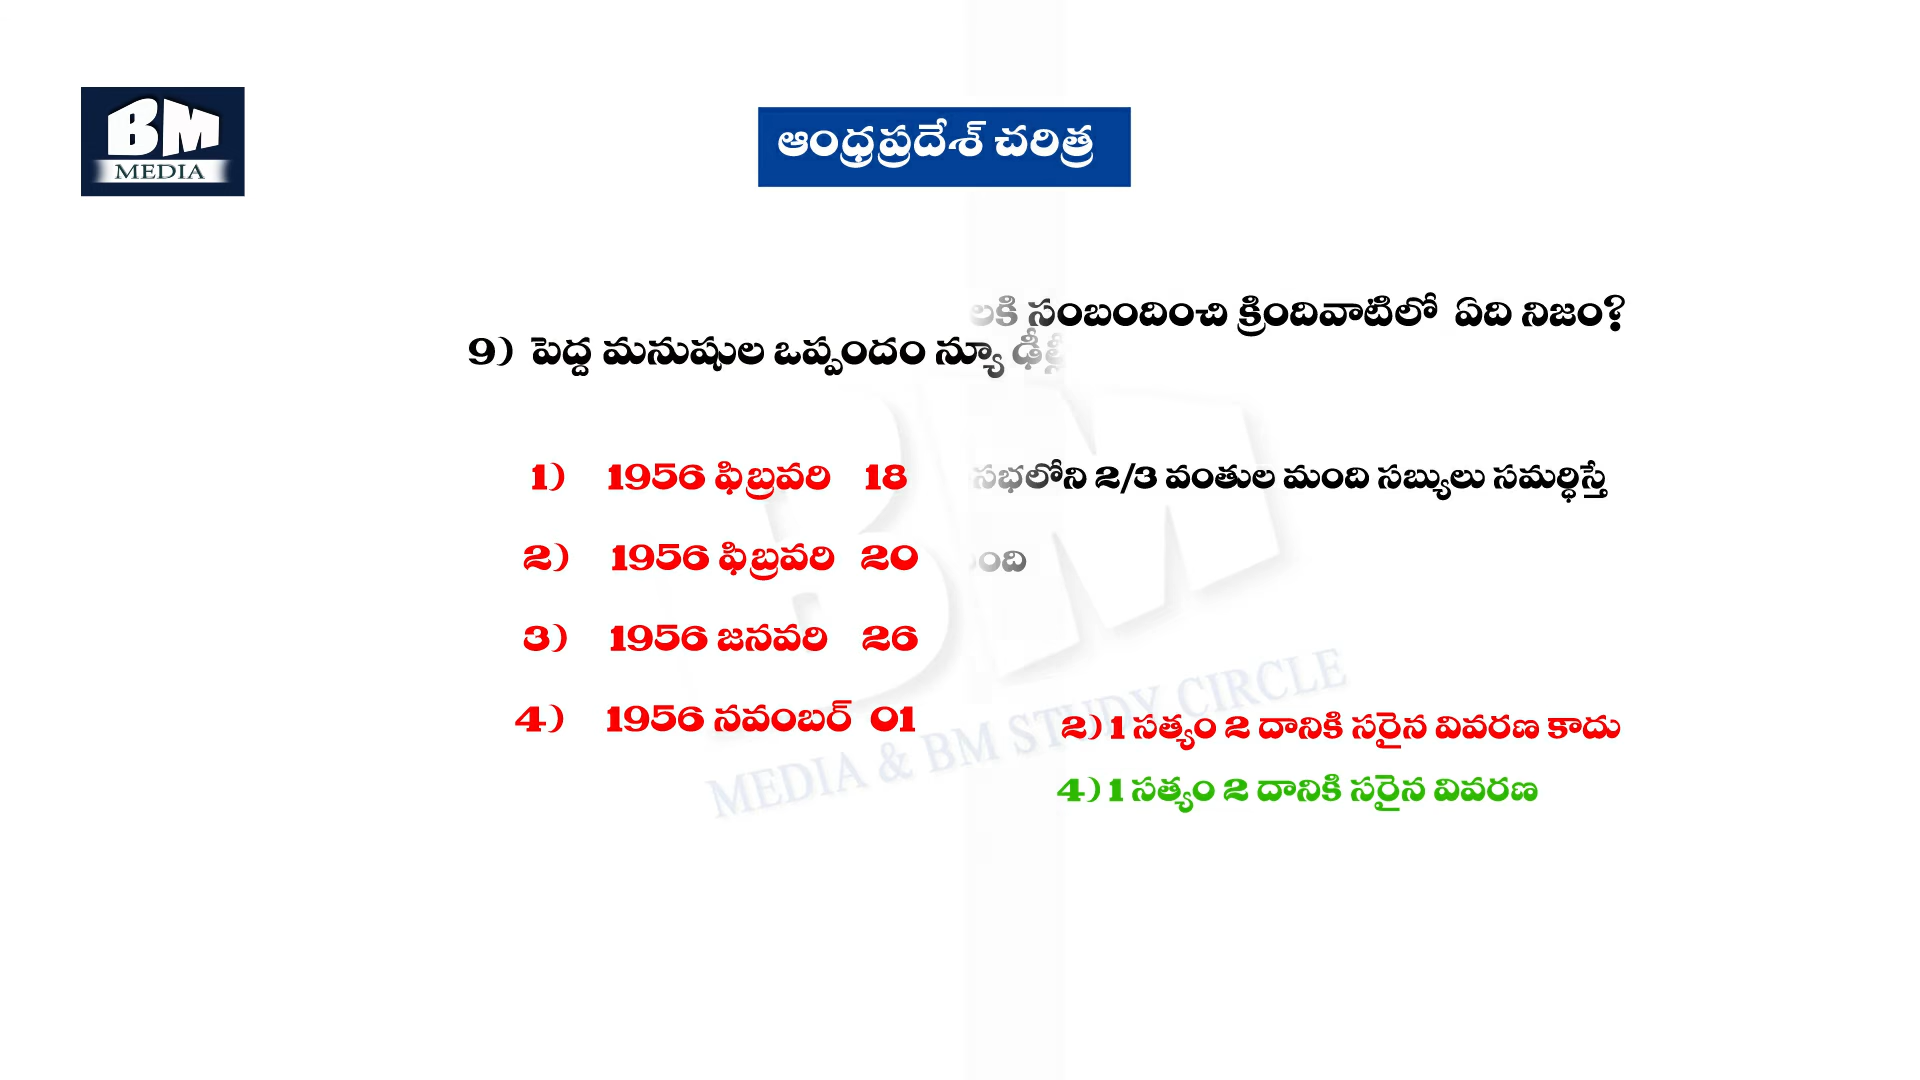 BM
MEDIA
ఆంధ్రప్రదేశ్ చరిత్ర
లకి సంబందించి క్రిందివాటిలో ఏది నిజం?
9) పెద్ద మనుషుల ఒప్పందం న్యూ
1) 1956 ఫిబ్రవరి 18
సభలోని 2/3 వంతుల మంది సబ్యులు సమర్ధిస్తే
2) 1956 ఫిబ్రవరి 20
3) 1956 జనవరి 26
4) 1956 నవంబర్ 01
2) 1 సత్యం 2 దానికి సరైన వివరణ కాదు
4) 1 సత్యం 2 దానికి సరైన వివరణ
BM
MEDIA & BM STUDY CIRCLE